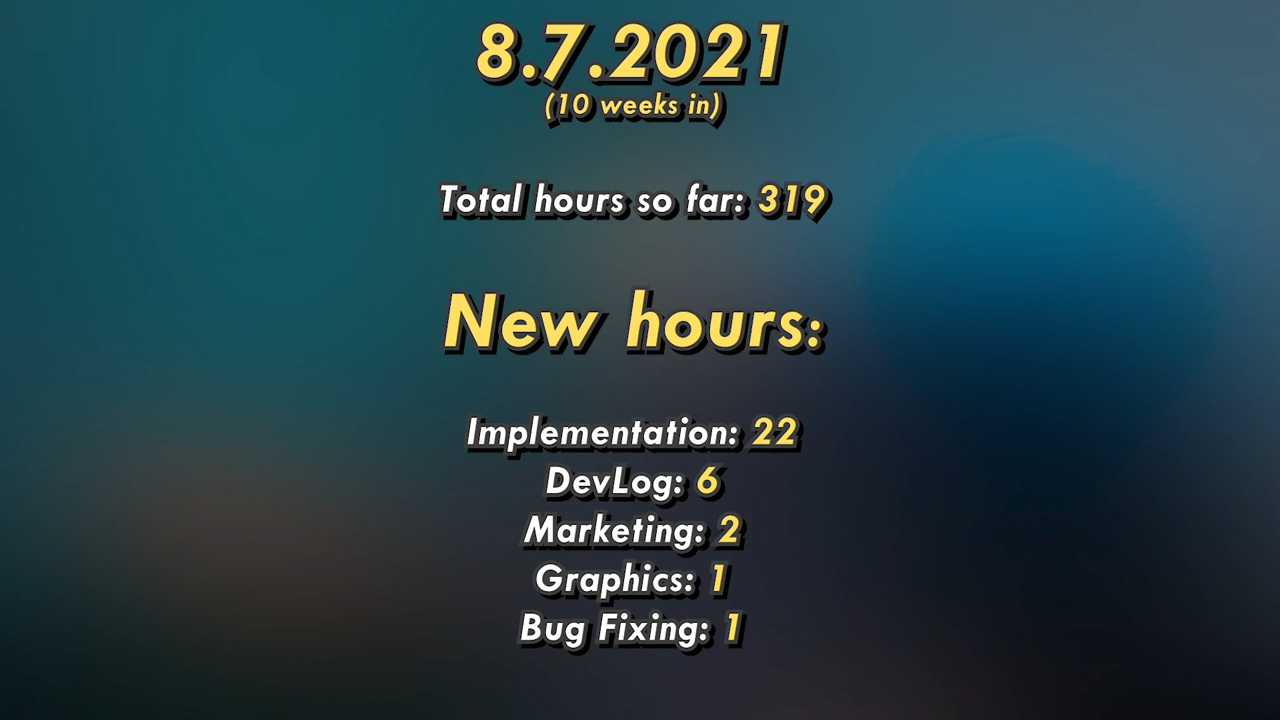 8.7.2021
(10 weeks in)
Total hours so far: 319
New hours:
Implementation: 22
DevLog: 6
Marketing: 2
Graphics: 1
Bug Fixing: 1